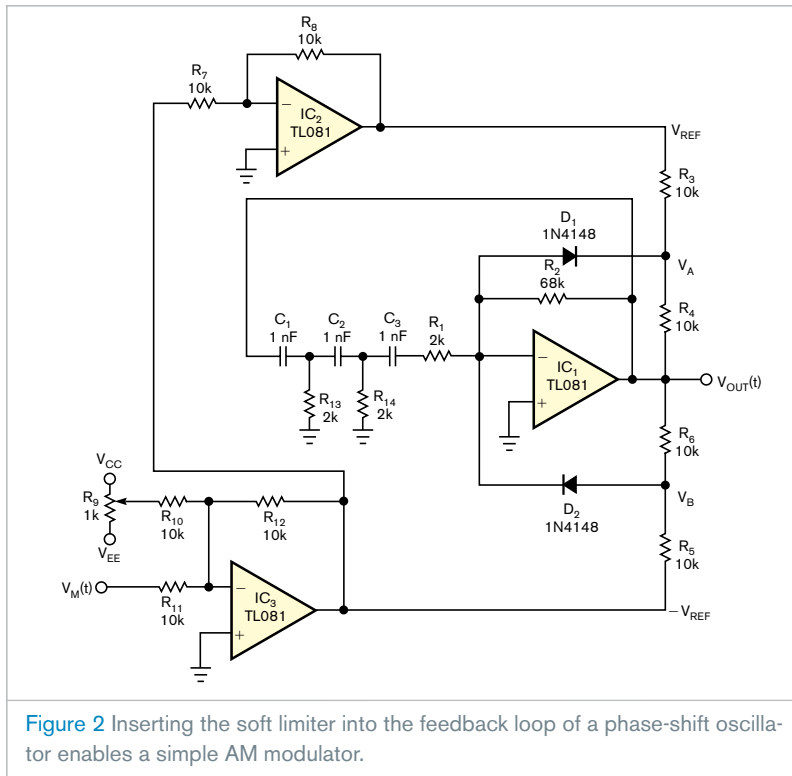 R8
10k
R7
10k
−
IC2
TL081
+
VREF
R3
10k
D1
1N4148
VA
R2
68k
C1
1 nF
C2
1 nF
C3
1 nF
R1
2k
R4
10k
−
IC1
TL081
+
VOUT(t)
R13
2k
R14
2k
R6
10k
VCC
R9
1k
VEE
R10
10k
R12
10k
D2
1N4148
VB
R5
10k
VM(t)
R11
10k
−
IC3
TL081
+
−VREF
Figure 2 Inserting the soft limiter into the feedback loop of a phase-shift oscilla-
tor enables a simple AM modulator.